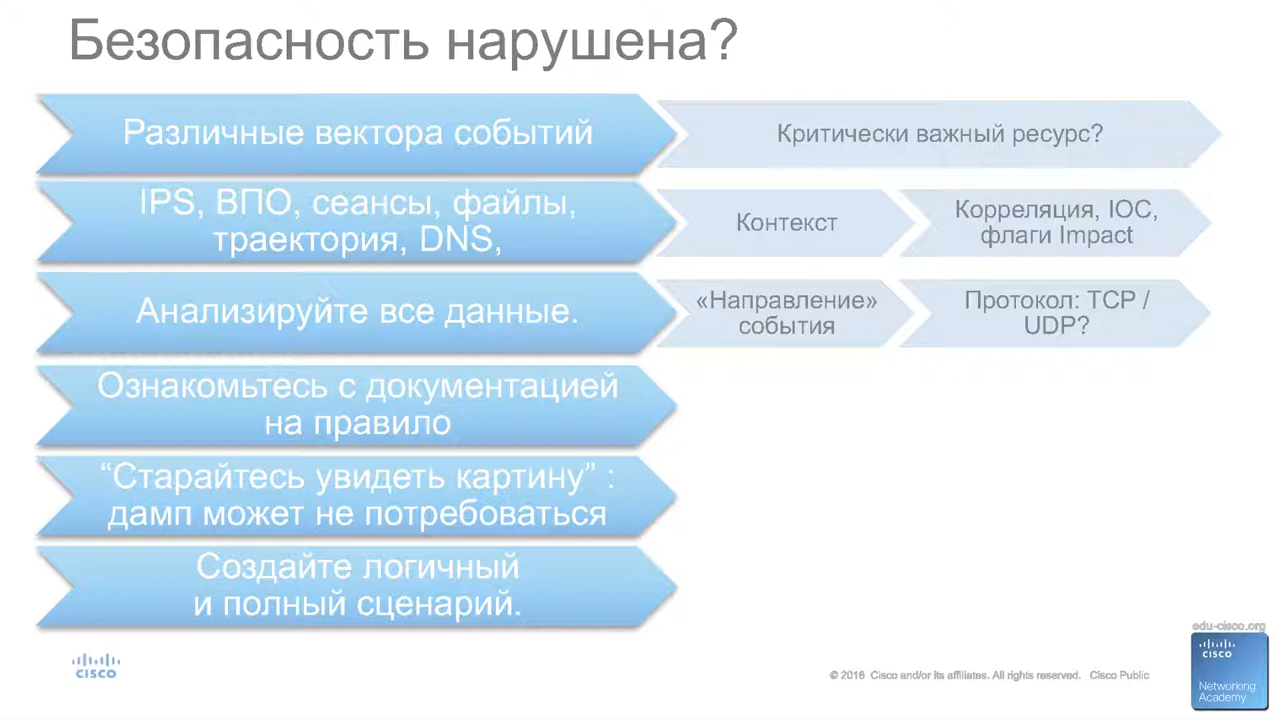 Безопасность нарушена?
Различные вектора событий
Критически важный ресурс?
IPS, ВПО, сеансы, файлы,
траектория, DNS,
Контекст
Корреляция, IOC,
флаги Impact
Анализируйте все данные.
«Направление»
события
Протокол: TCP /
UDP?
Ознакомьтесь с документацией
на правило
“Старайтесь увидеть картину” :
дамп может не потребоваться
Создайте логичный
и полный сценарий.
edu-cisco.org
CISCO
© 2016 Cisco and/or its affiliates. All rights reserved. Cisco Public
CISCO
Networking
Academy